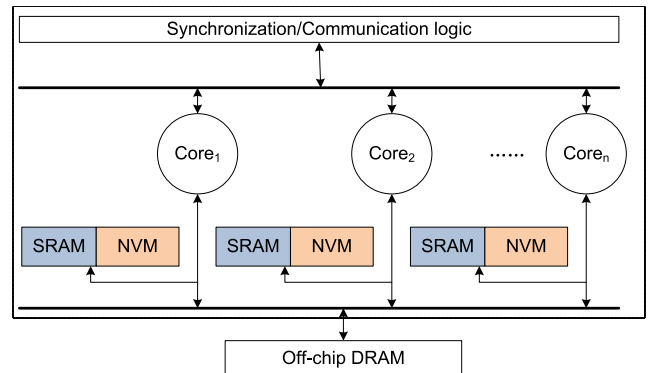 Synchronization/Communication logic
Core₁ Core₂ ...... Coreₙ
SRAM NVM SRAM NVM SRAM NVM
Off-chip DRAM